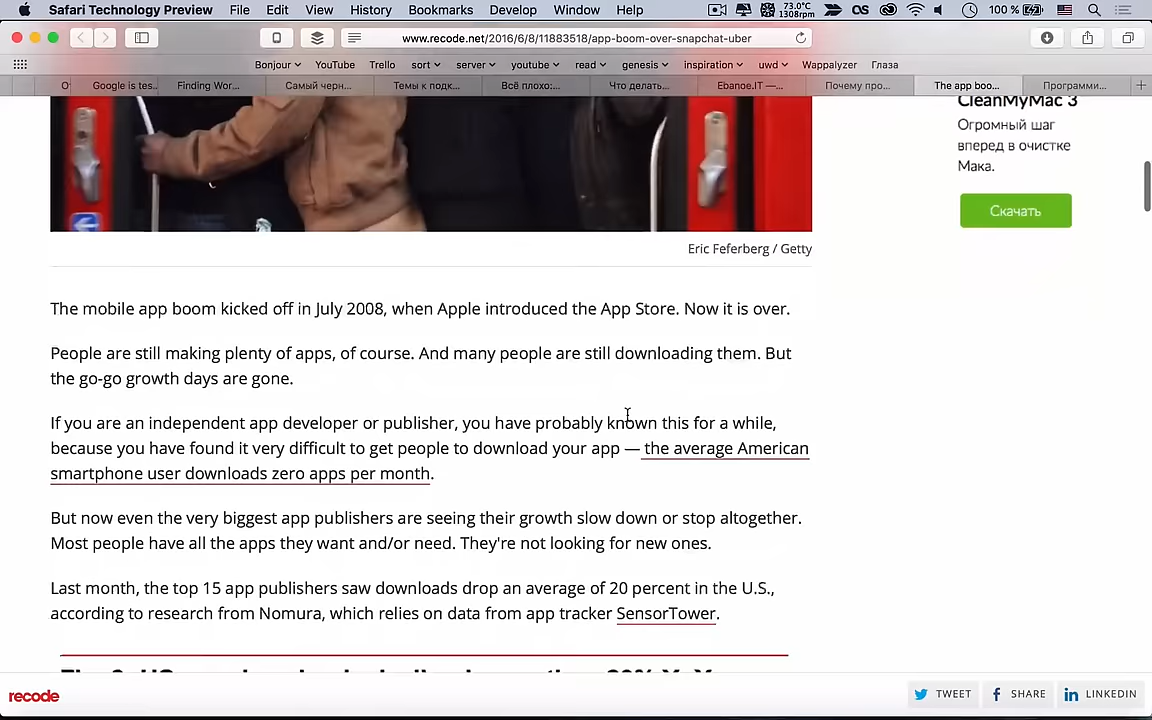 Safari Technology Preview File Edit View History Bookmarks Develop Window Help 73.0°C 1308rpm OS 100 %
www.recode.net/2016/6/8/11883518/app-boom-over-snapchat-uber
Bonjour YouTube Trello sort server youtube read genesis inspiration uwd Wappalyzer Глаза
Google is tes... Finding Wor... Самый черн... Темы к подк... Всё плохо:... Что делать... Ebanoe.IT —... Почему про... The app boo... Программи...
CleanMyMac 3
Огромный шаг
вперед в очистке
Мака.
Скачать
Eric Feferberg / Getty
The mobile app boom kicked off in July 2008, when Apple introduced the App Store. Now it is over.
People are still making plenty of apps, of course. And many people are still downloading them. But
the go-go growth days are gone.
If you are an independent app developer or publisher, you have probably known this for a while,
because you have found it very difficult to get people to download your app — the average American
smartphone user downloads zero apps per month.
But now even the very biggest app publishers are seeing their growth slow down or stop altogether.
Most people have all the apps they want and/or need. They're not looking for new ones.
Last month, the top 15 app publishers saw downloads drop an average of 20 percent in the U.S.,
according to research from Nomura, which relies on data from app tracker SensorTower.
recode TWEET SHARE LINKEDIN